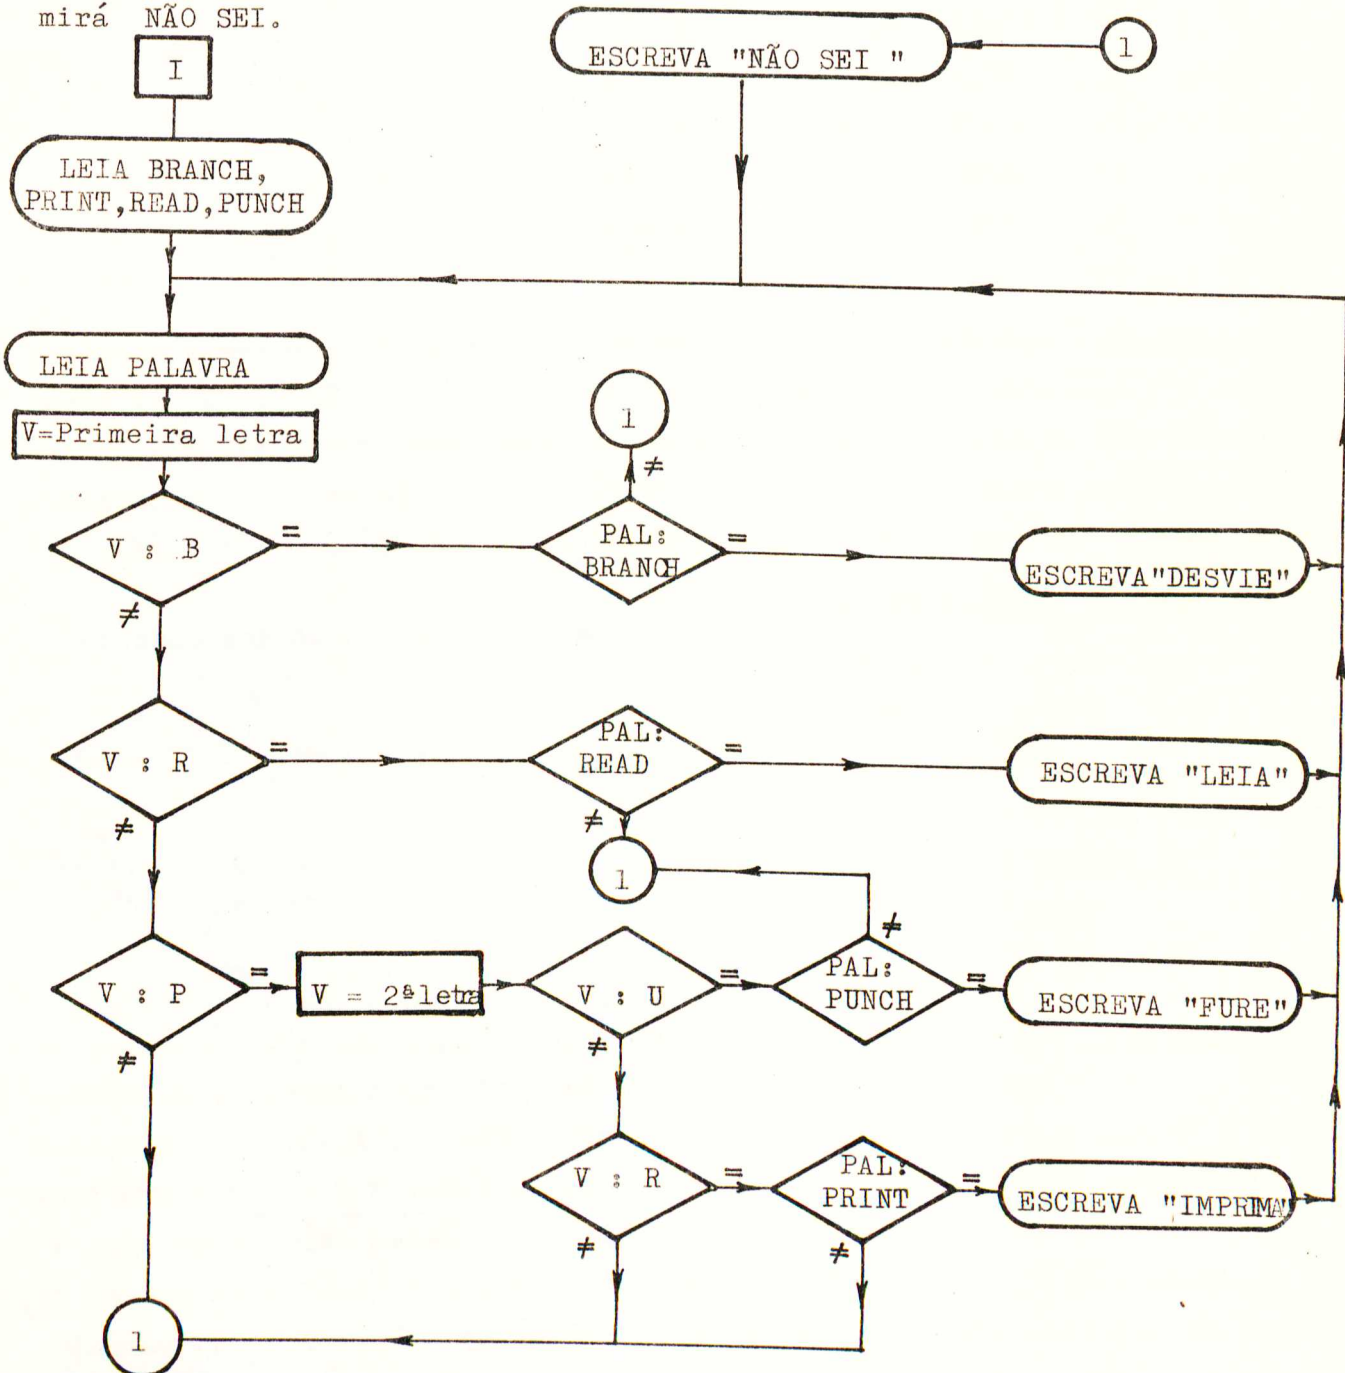 mirá NÃO SEI.
I
ESCREVA "NÃO SEI "
1
LEIA BRANCH,
PRINT,READ,PUNCH
LEIA PALAVRA
V=Primeira letra
1
≠
V : B
=
≠
PAL:
BRANCH
=
ESCREVA"DESVIE"
V : R
=
≠
PAL:
READ
=
≠
ESCREVA "LEIA"
1
V : P
=
≠
V = 2ª letra
V : U
=
≠
≠
PAL:
PUNCH
=
ESCREVA "FURE"
V : R
=
≠
PAL:
PRINT
=
≠
ESCREVA "IMPRIMA"
1